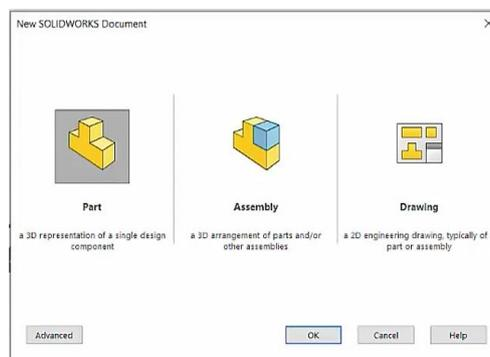 New SOLIDWORKS Document
Part
a 3D representation of a single design
component
Assembly
a 3D arrangement of parts and/or
other assemblies
Drawing
a 2D engineering drawing, typically of
part or assembly
Advanced
OK
Cancel
Help